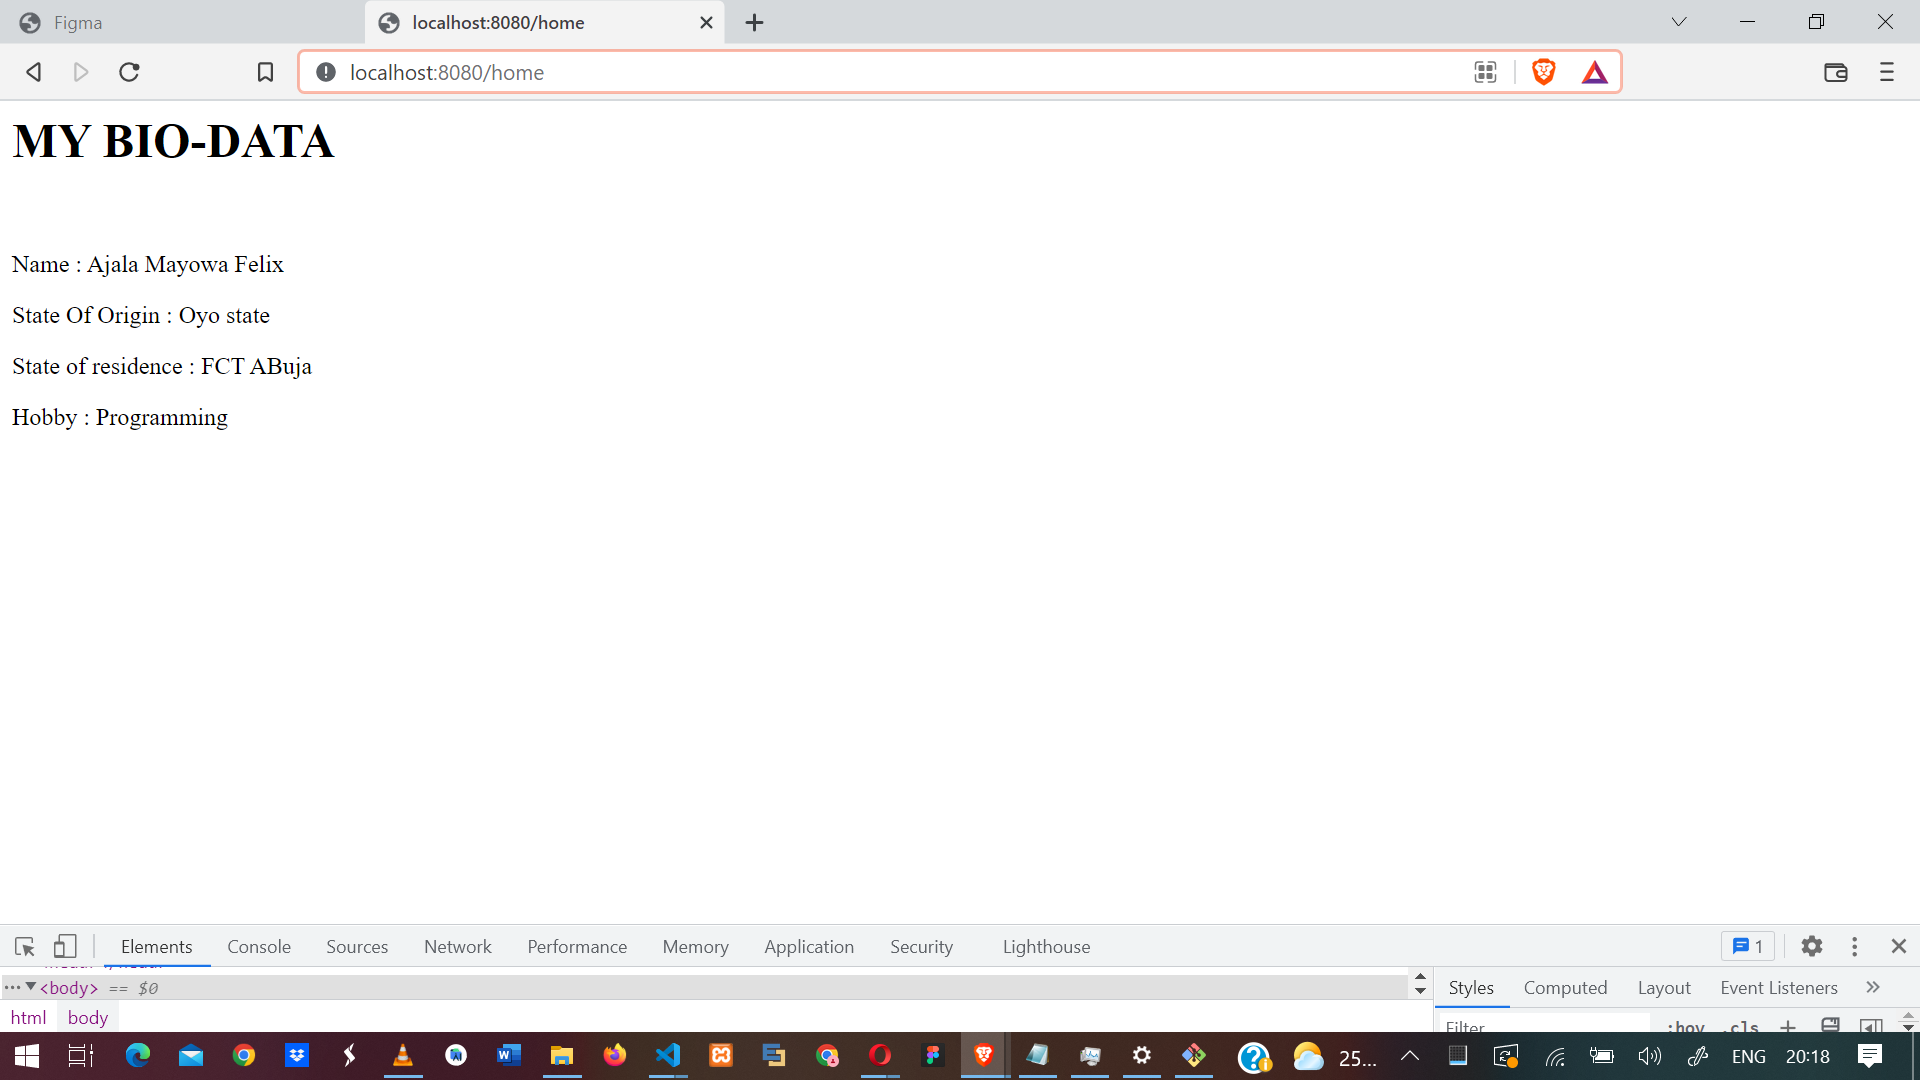 Figma
localhost:8080/home
localhost:8080/home
MY BIO-DATA
Name : Ajala Mayowa Felix
State Of Origin : Oyo state
State of residence : FCT ABuja
Hobby : Programming
Elements Console Sources Network Performance Memory Application Security Lighthouse 1
<body> == $0
html body
Styles Computed Layout Event Listeners
Filter :hov .cls
25... ENG 20:18